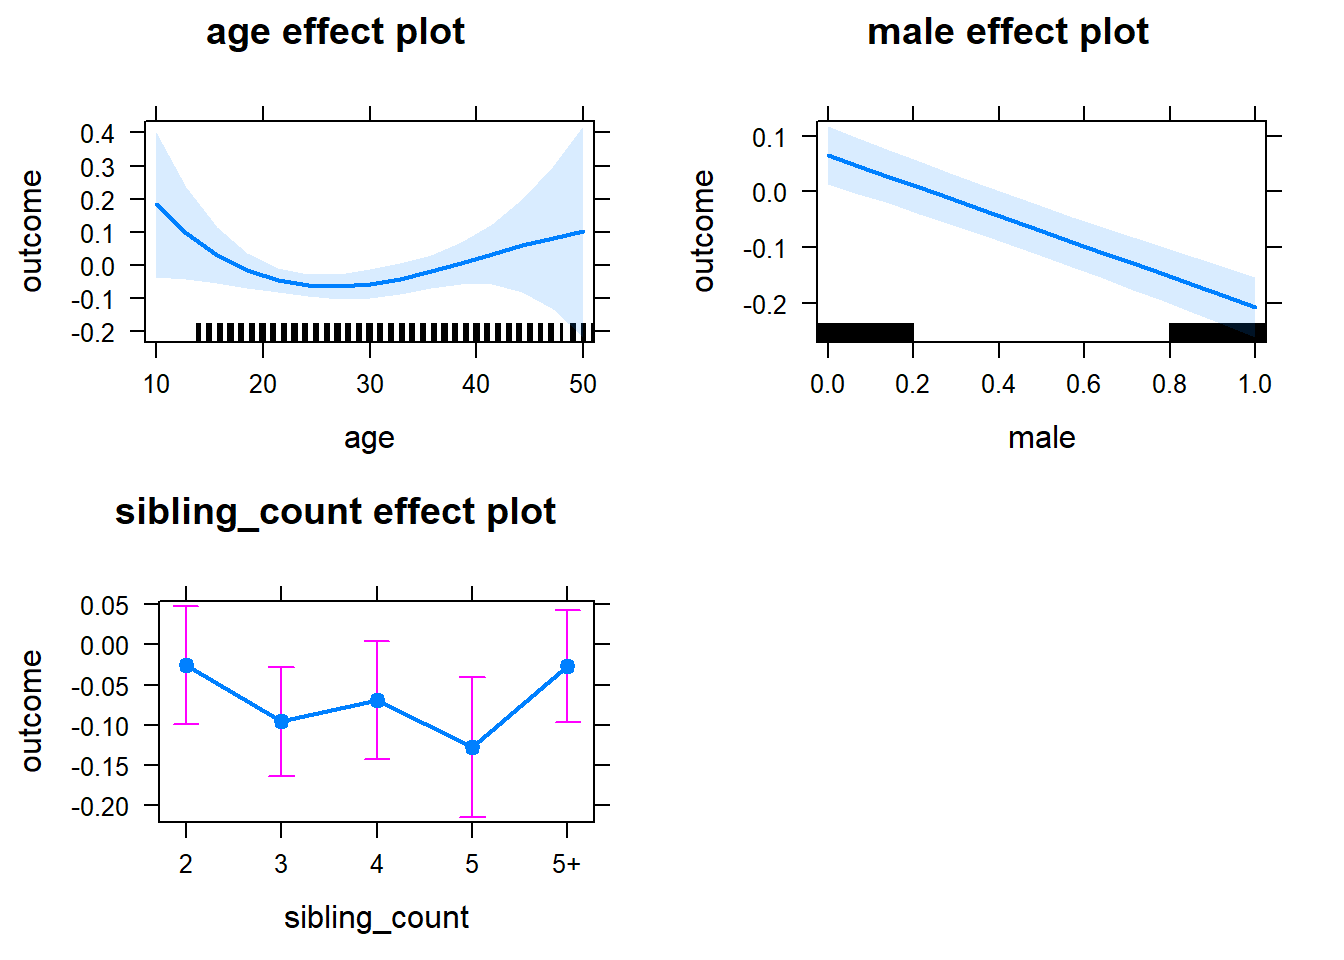 age effect plot
outcome
0.4
0.3
0.2
0.1
0.0
-0.1
-0.2
10 20 30 40 50
age
male effect plot
outcome
0.1
0.0
-0.1
-0.2
0.0 0.2 0.4 0.6 0.8 1.0
male
sibling_count effect plot
outcome
0.05
0.00
-0.05
-0.10
-0.15
-0.20
2 3 4 5 5+
sibling_count